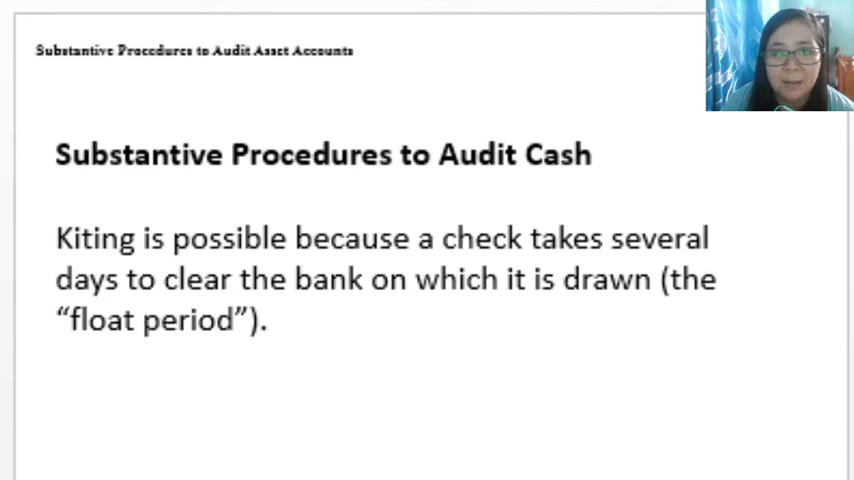 Substantive Procedures to Audit Asset Accounts
Substantive Procedures to Audit Cash
Kiting is possible because a check takes several
days to clear the bank on which it is drawn (the
“float period”).